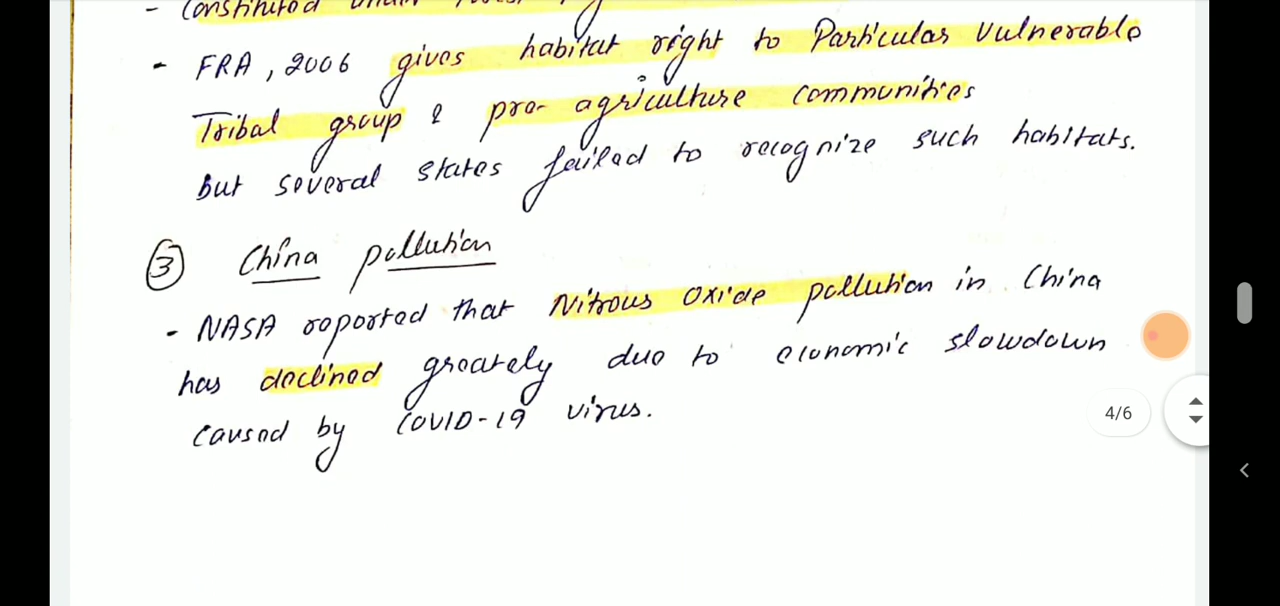 - Constituted under
- FRA, 2006 gives habitat right to Particular Vulnerable
Tribal group & pre-agriculture communities
but several states failed to recognize such habitats.
③ China pollution
- NASA reported that Nitrous Oxide pollution in China
has declined greately due to economic slowdown
caused by COVID-19 virus.
4/6